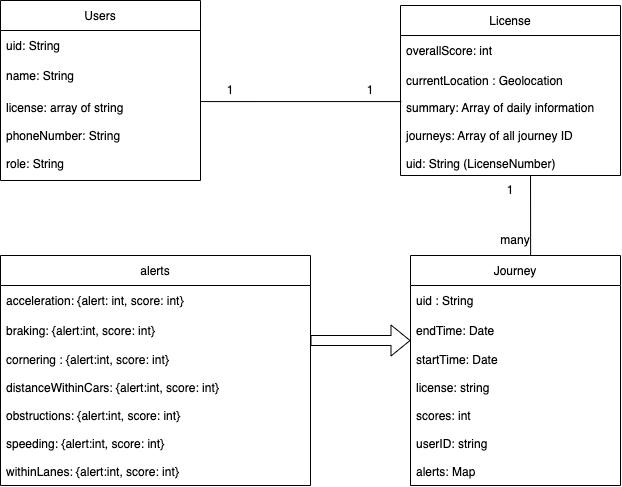 Users
uid: String
name: String
license: array of string
phoneNumber: String
role: String
1
1
License
overallScore: int
currentLocation : Geolocation
summary: Array of daily information
journeys: Array of all journey ID
uid: String (LicenseNumber)
1
many
alerts
acceleration: {alert: int, score: int}
braking: {alert:int, score: int}
cornering : {alert:int, score: int}
distanceWithinCars: {alert:int, score: int}
obstructions: {alert:int, score: int}
speeding: {alert:int, score: int}
withinLanes: {alert:int, score: int}
Journey
uid : String
endTime: Date
startTime: Date
license: string
scores: int
userID: string
alerts: Map